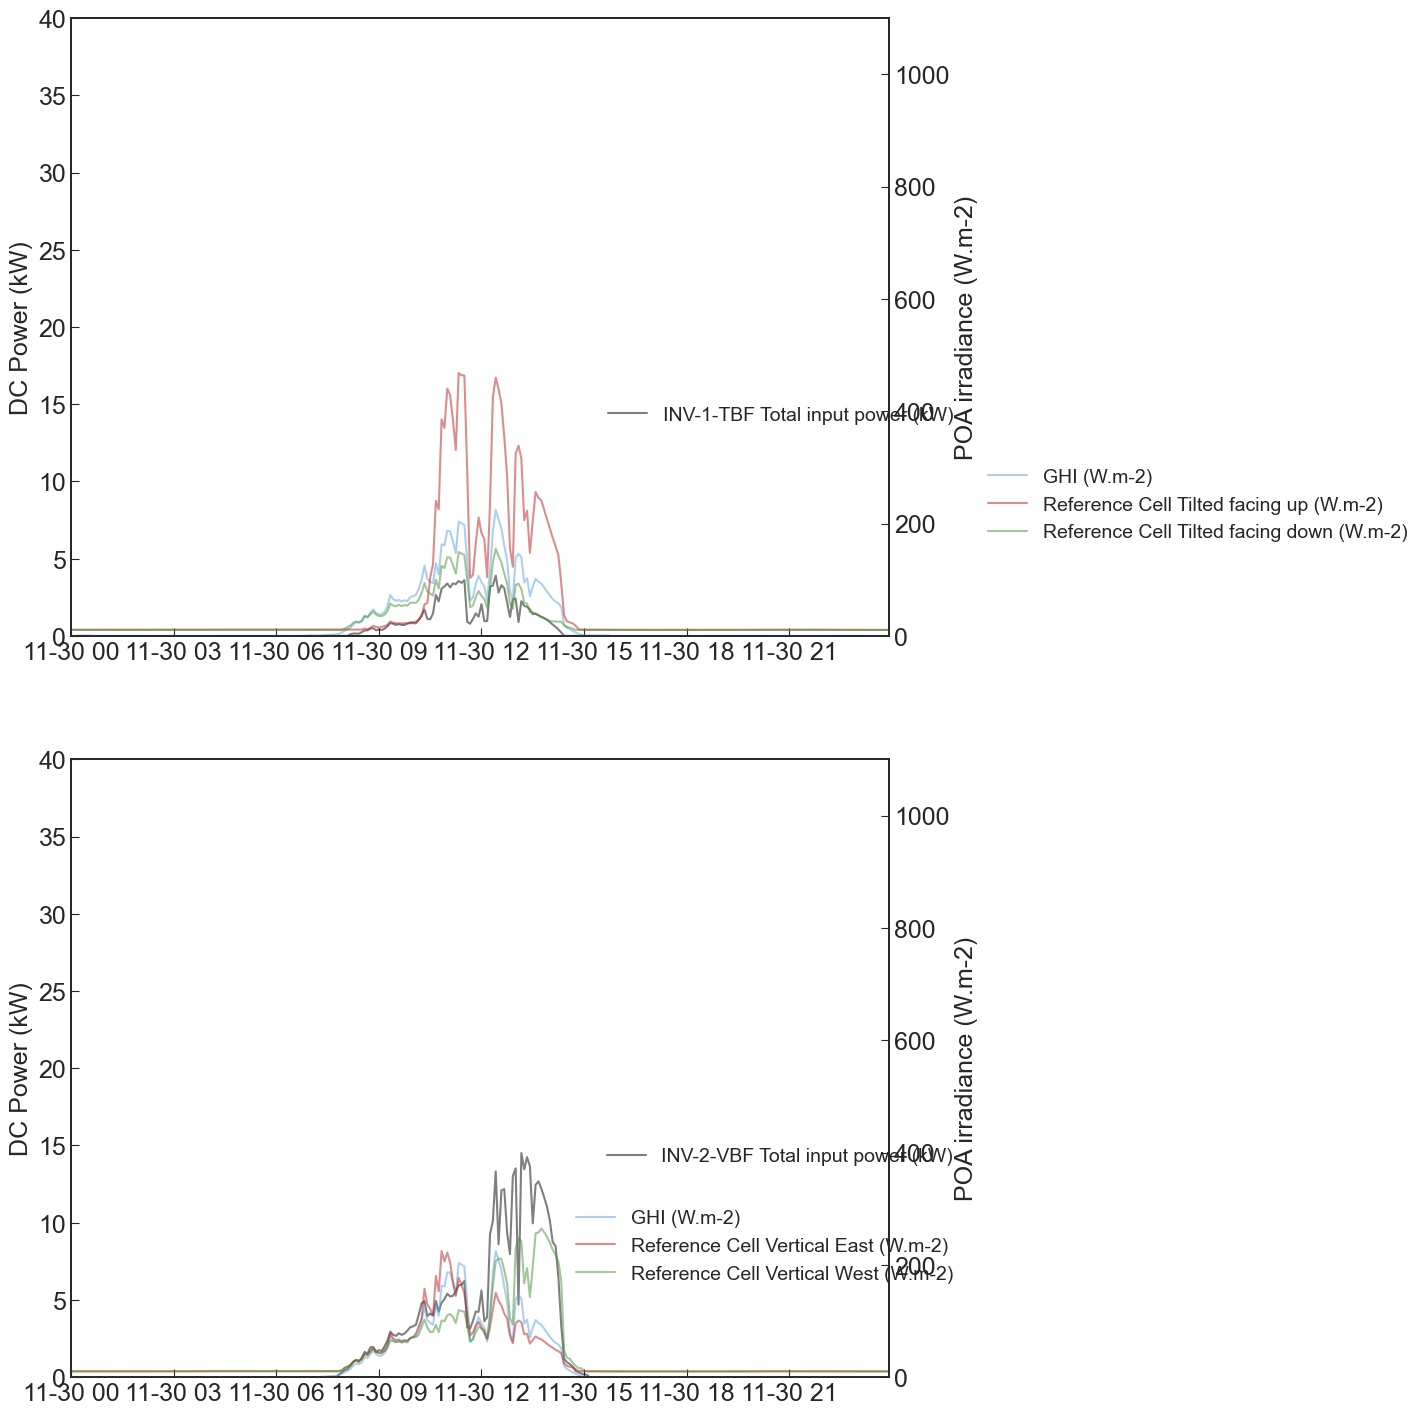 40
35
30
25
20
15
10
5
0
DC Power (kW)
1000
800
600
400
200
0
POA irradiance (W.m-2)
INV-1-TBF Total input power (kW)
GHI (W.m-2)
Reference Cell Tilted facing up (W.m-2)
Reference Cell Tilted facing down (W.m-2)
11-30 00 11-30 03 11-30 06 11-30 09 11-30 12 11-30 15 11-30 18 11-30 21
40
35
30
25
20
15
10
5
0
DC Power (kW)
1000
800
600
400
200
0
POA irradiance (W.m-2)
INV-2-VBF Total input power (kW)
GHI (W.m-2)
Reference Cell Vertical East (W.m-2)
Reference Cell Vertical West (W.m-2)
11-30 00 11-30 03 11-30 06 11-30 09 11-30 12 11-30 15 11-30 18 11-30 21